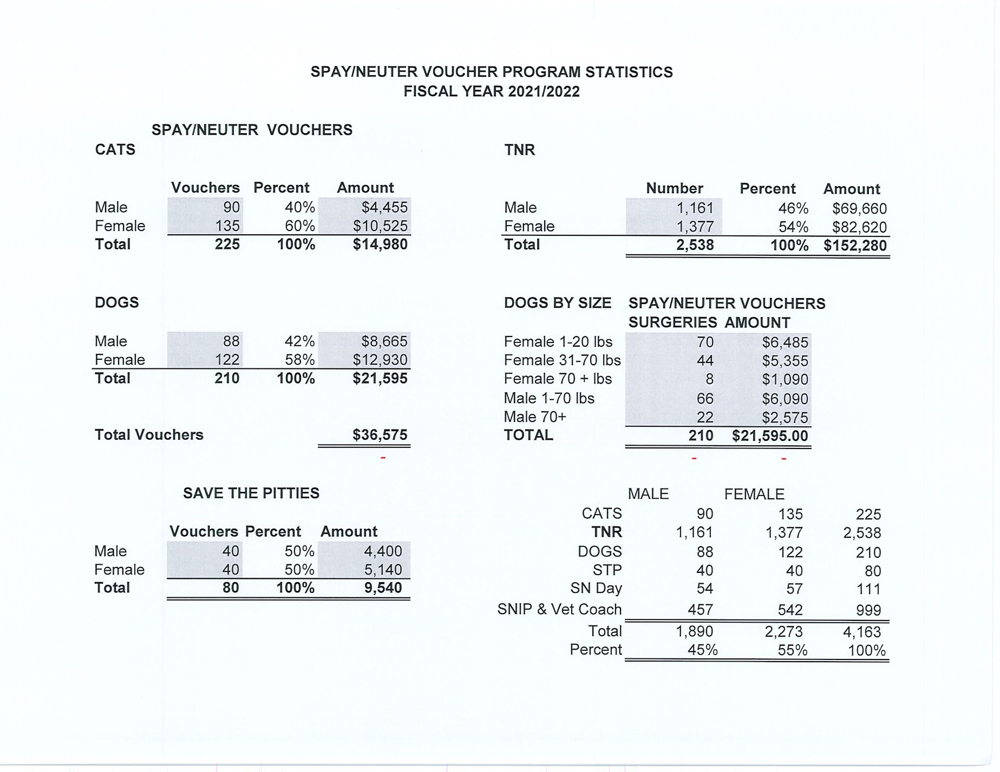 SPAY/NEUTER VOUCHER PROGRAM STATISTICS
FISCAL YEAR 2021/2022
SPAY/NEUTER VOUCHERS
CATS
Vouchers Percent Amount
Male 90 40% $4,455
Female 135 60% $10,525
Total 225 100% $14,980
TNR
Number Percent Amount
Male 1,161 46% $69,660
Female 1,377 54% $82,620
Total 2,538 100% $152,280
DOGS
Male 88 42% $8,665
Female 122 58% $12,930
Total 210 100% $21,595
Total Vouchers $36,575
-
DOGS BY SIZE SPAY/NEUTER VOUCHERS
SURGERIES AMOUNT
Female 1-20 lbs 70 $6,485
Female 31-70 lbs 44 $5,355
Female 70 + lbs 8 $1,090
Male 1-70 lbs 66 $6,090
Male 70+ 22 $2,575
TOTAL 210 $21,595.00
- -
SAVE THE PITTIES
Vouchers Percent Amount
Male 40 50% 4,400
Female 40 50% 5,140
Total 80 100% 9,540
MALE FEMALE
CATS 90 135 225
TNR 1,161 1,377 2,538
DOGS 88 122 210
STP 40 40 80
SN Day 54 57 111
SNIP & Vet Coach 457 542 999
Total 1,890 2,273 4,163
Percent 45% 55% 100%